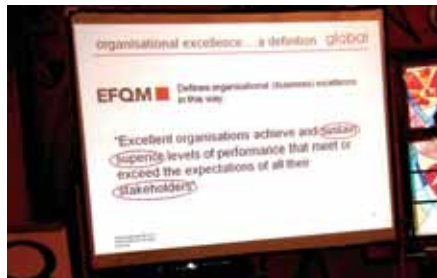 organisational excellence ... a definition global
EFQM Defines organisational (business) excellence
in this way:
"Excellent organisations achieve and sustain
superior levels of performance that meet or
exceed the expectations of all their
stakeholders"